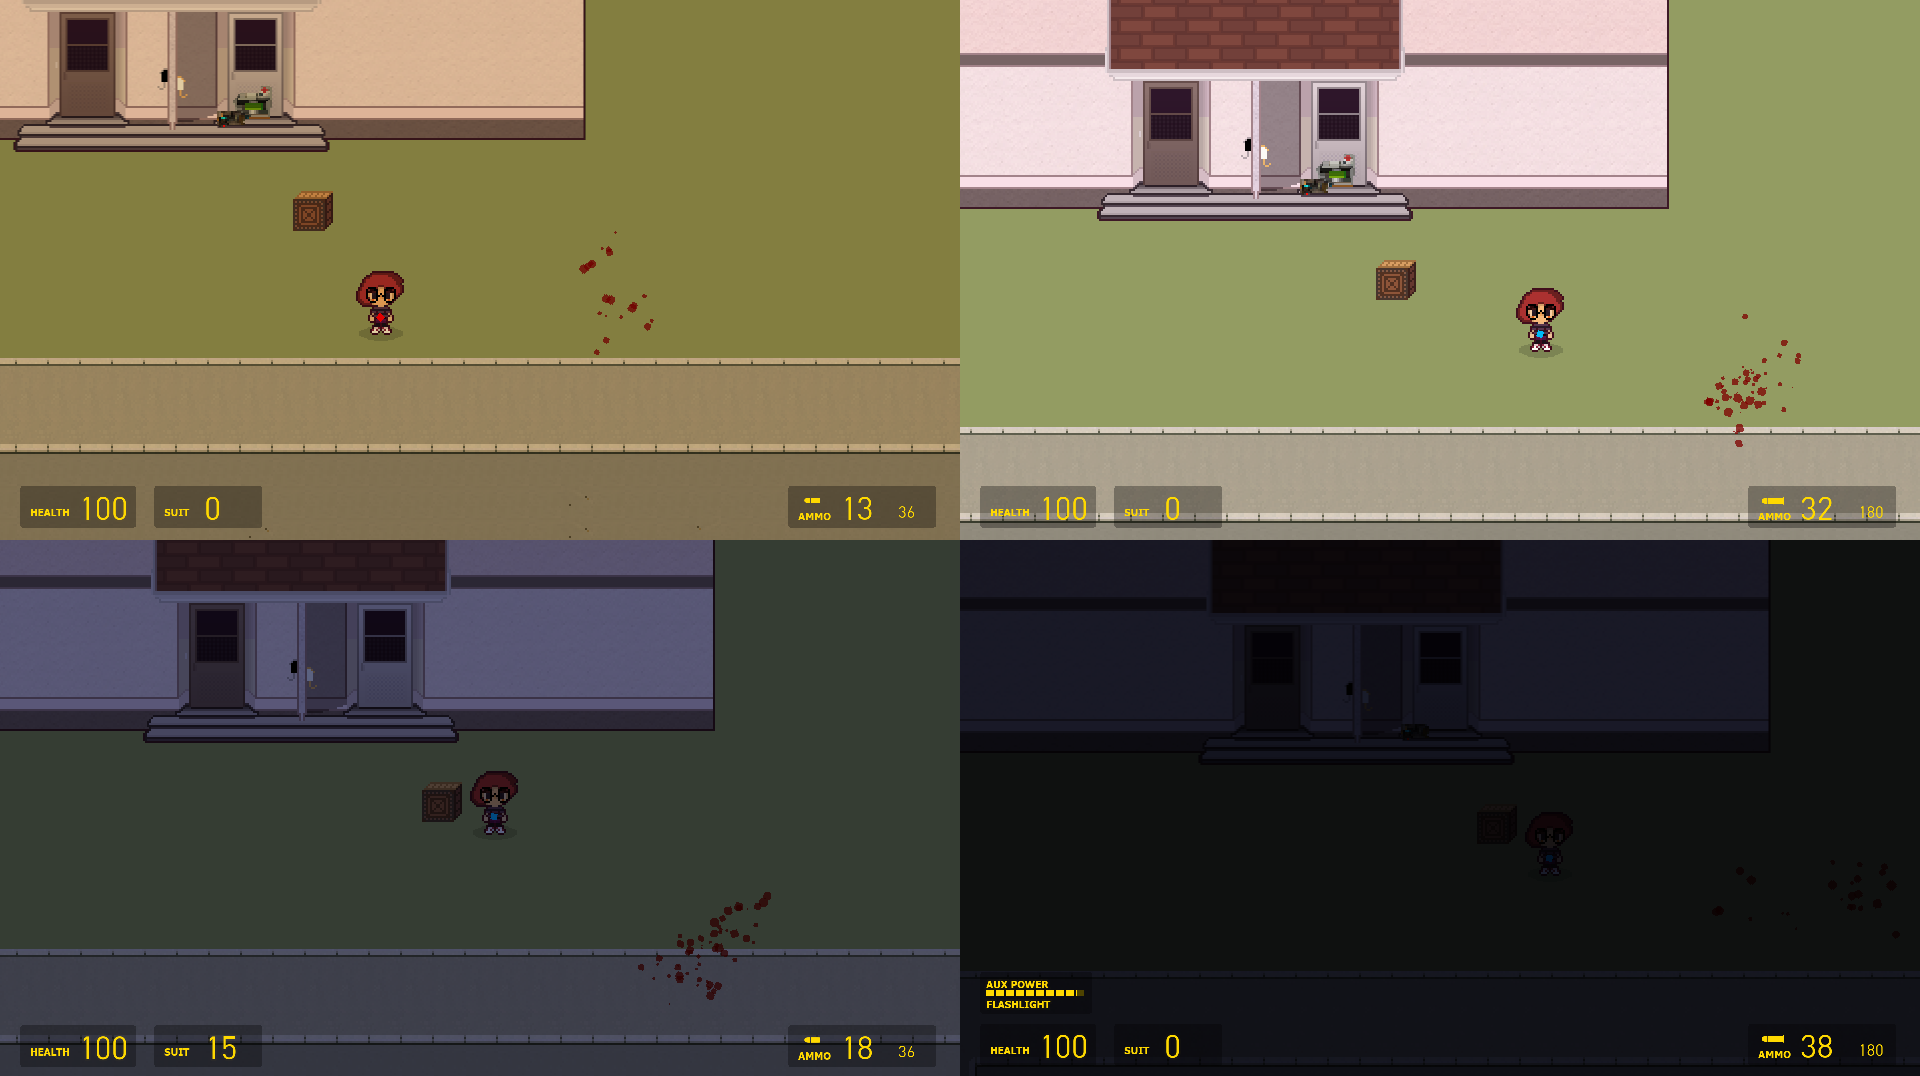 HEALTH 100 SUIT 0 AMMO 13 36
HEALTH 100 SUIT 0 AMMO 32 180
HEALTH 100 SUIT 15 AMMO 18 36
AUX POWER
FLASHLIGHT
HEALTH 100 SUIT 0 AMMO 38 180